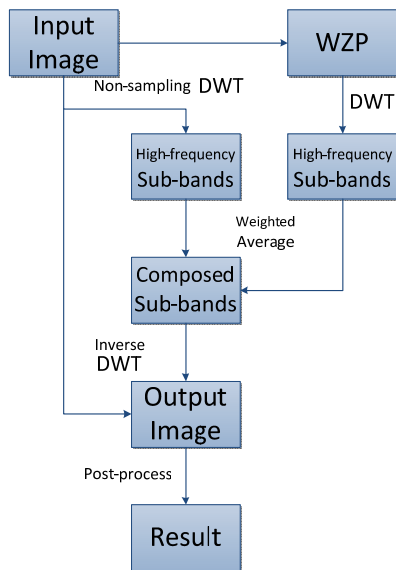 Input
Image
WZP
Non-sampling DWT
DWT
High-frequency
Sub-bands
High-frequency
Sub-bands
Weighted
Average
Composed
Sub-bands
Inverse
DWT
Output
Image
Post-process
Result